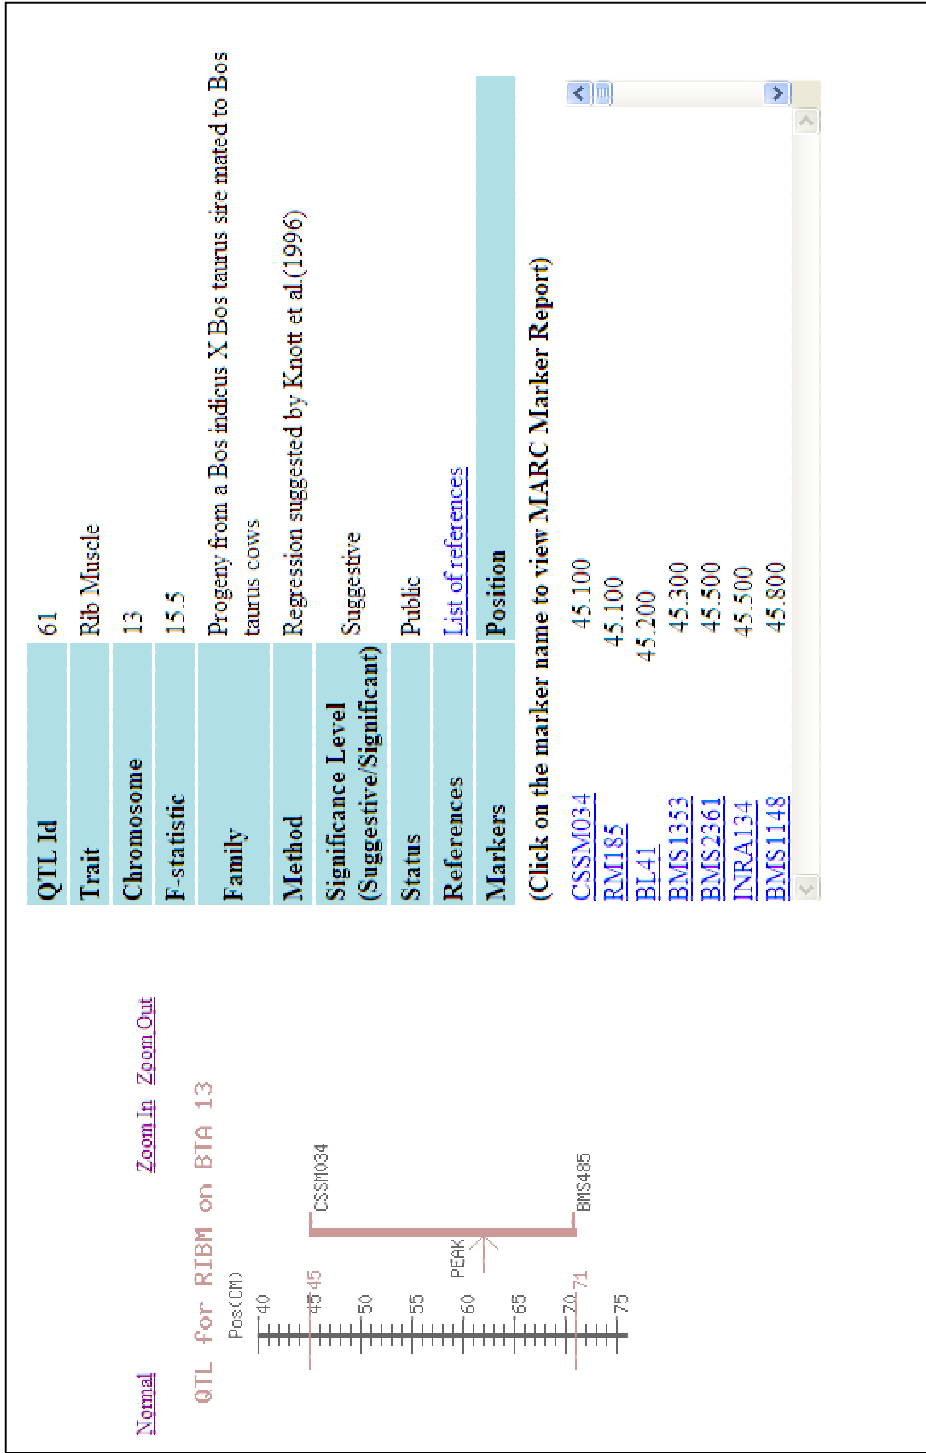 Normal
Zoom In Zoom Out
QTL for RIBM on BTA 13
Pos(CM)
40
45
45
50
55
60
65
70
71
75
CSSM034
PEAK
BMS485
QTL Id 61
Trait Rib Muscle
Chromosome 13
F-statistic 15.5
Family Progeny from a Bos indicus X Bos taurus sire mated to Bos
taurus cows
Method Regression suggested by Knott et al.(1996)
Significance Level
(Suggestive/Significant) Suggestive
Status Public
References List of references
Markers Position
(Click on the marker name to view MARC Marker Report)
CSSM034 45.100
RM185 45.100
BL41 45.200
BMS1353 45.300
BMS2361 45.500
INRA134 45.500
BMS1148 45.800